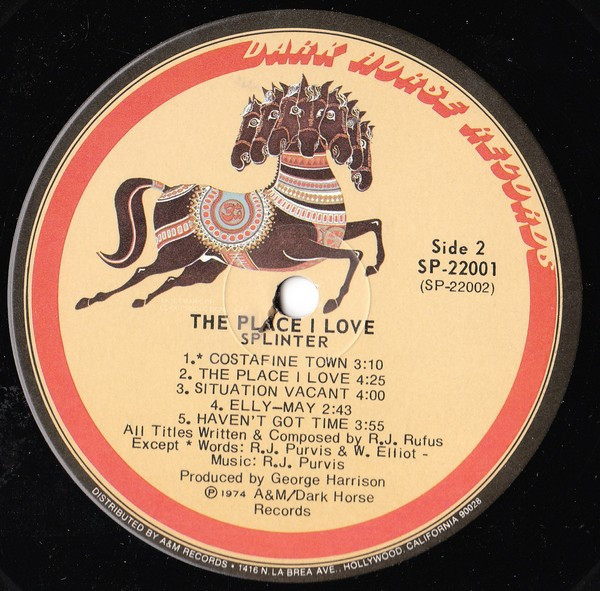 DARK HORSE RECORDS
Side 2
SP-22001
(SP-22002)
THE PLACE I LOVE
SPLINTER
1.* COSTAFINE TOWN 3:10
2. THE PLACE I LOVE 4:25
3. SITUATION VACANT 4:00
4. ELLY—MAY 2:43
5. HAVEN'T GOT TIME 3:55
All Titles Written & Composed by R.J. Rufus
Except * Words: R.J. Purvis & W. Elliot -
Music: R.J. Purvis
Produced by George Harrison
℗ 1974 A&M/Dark Horse
Records
DISTRIBUTED BY A&M RECORDS • 1416 N. LA BREA AVE., HOLLYWOOD, CALIFORNIA 90028